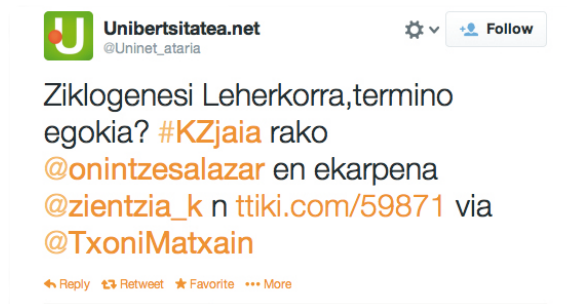 Unibertsitatea.net
@Uninet_ataria
Follow
Ziklogenesi Leherkorra,termino
egokia? #KZjaia rako
@onintzesalazar en ekarpena
@zientzia_k n ttiki.com/59871 via
@TxoniMatxain
Reply Retweet Favorite More